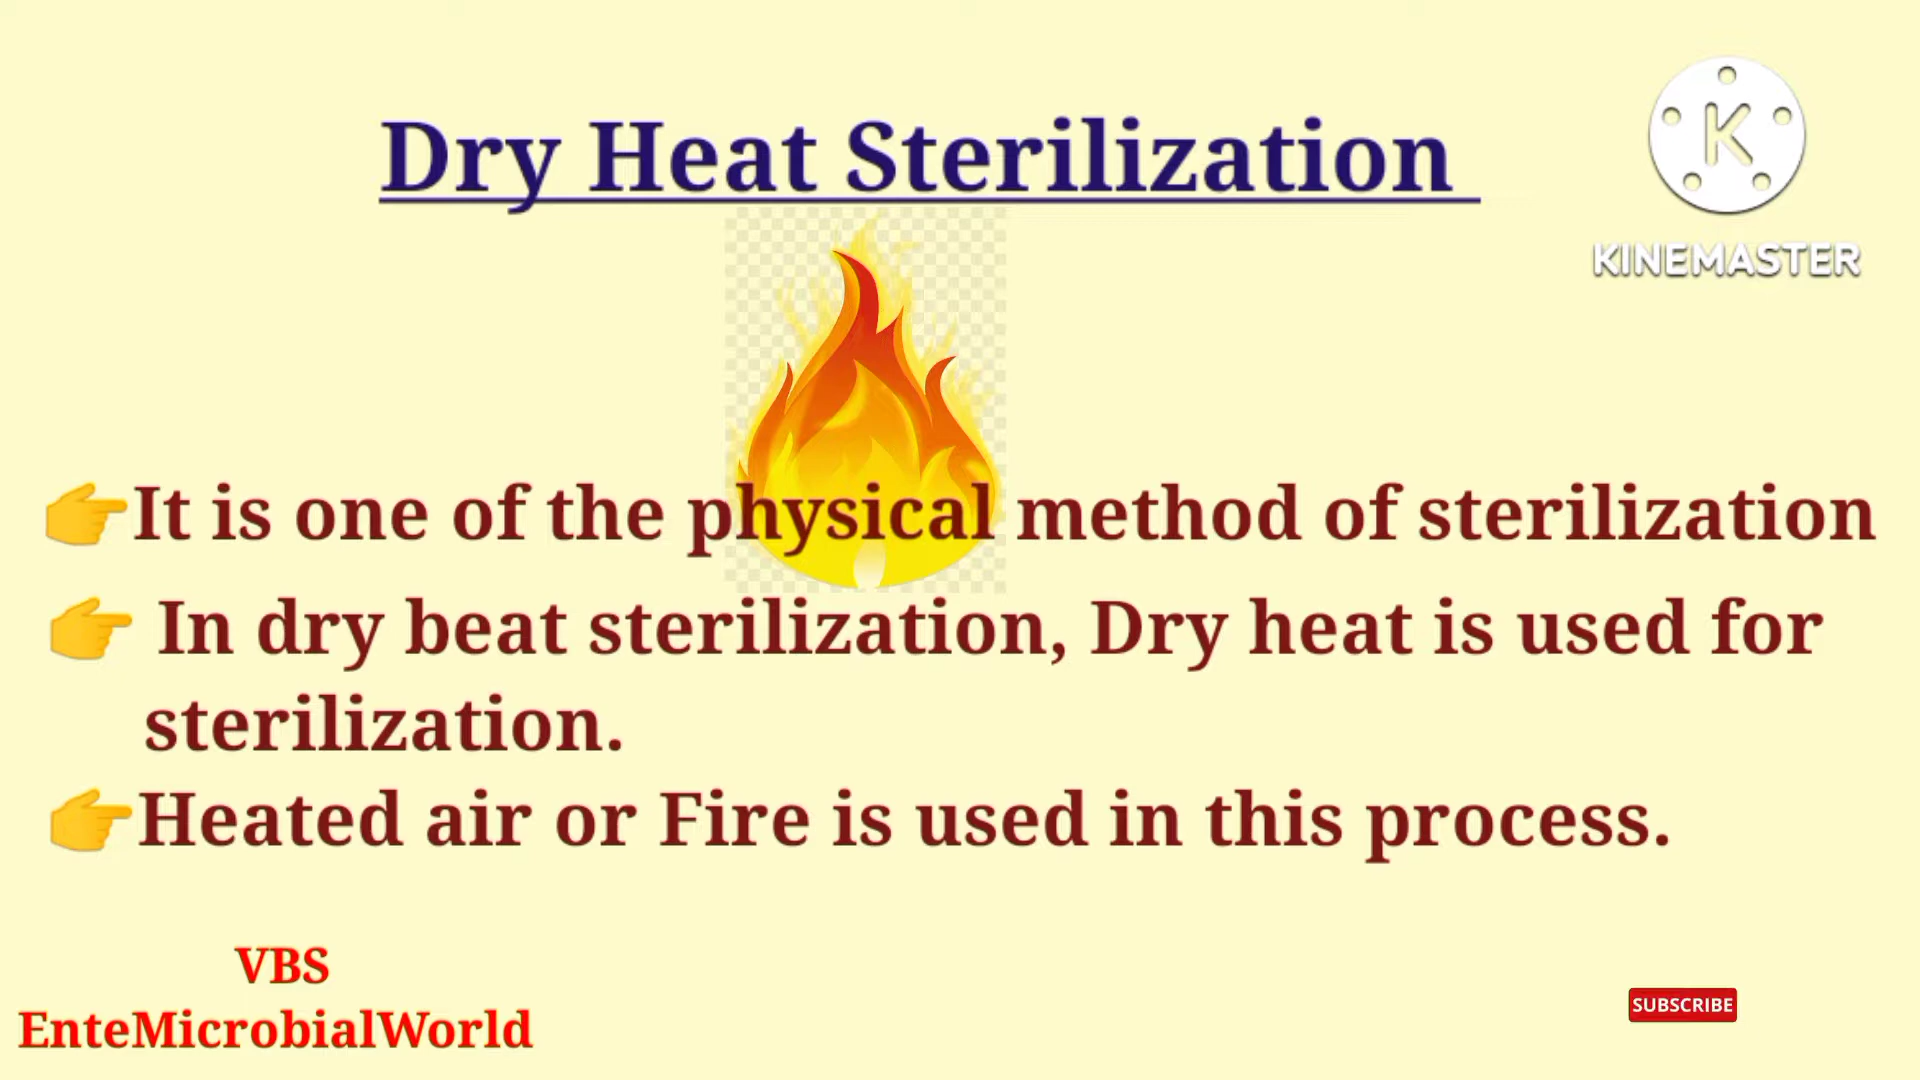 Dry Heat Sterilization
K
KINEMASTER
👉It is one of the physical method of sterilization
👉 In dry beat sterilization, Dry heat is used for
sterilization.
👉Heated air or Fire is used in this process.
VBS
EnteMicrobialWorld
SUBSCRIBE